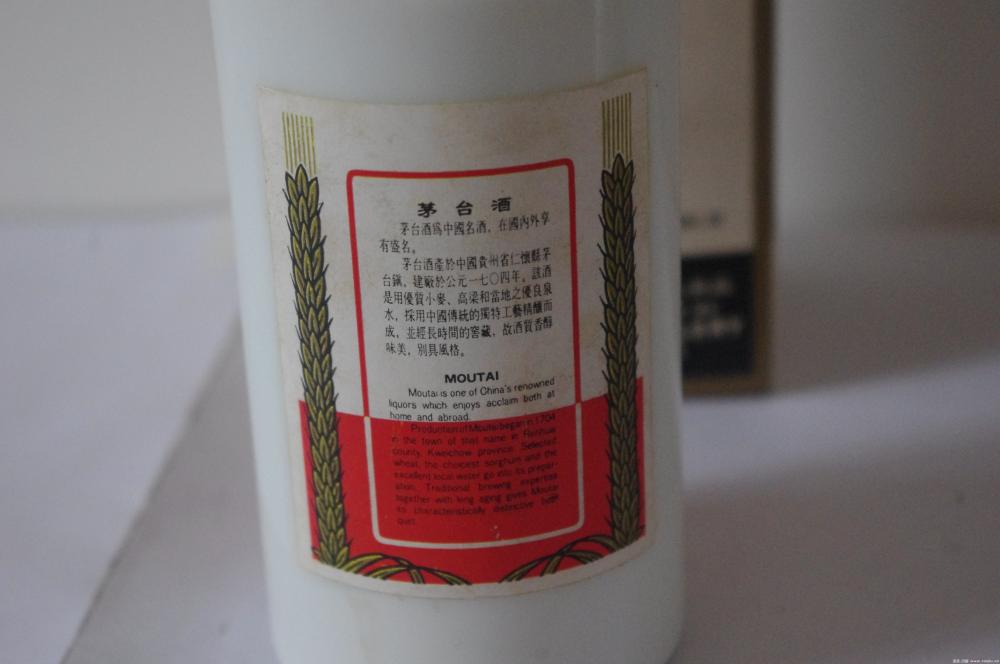 茅台酒
茅台酒爲中國名酒，在國內外享
有盛名。
茅台酒產於中國貴州省仁懷縣茅
台鎮，建廠於公元一七〇四年。該酒
是用優質小麥、高梁和當地之優良泉
水，採用中國傳統的獨特工藝精釀而
成，並經長時間的窖藏，故酒質香醇
味美，別具風格。
MOUTAI
Moutai is one of China's renowned
liquors which enjoys acclaim both at
home and abroad.
Production of Moutai began in 1704
in the town of that name in Renhuai
county, Kweichow province. Selected
wheat, the choicest sorghum and the
excellent local water go into its prepar-
ation. Traditional brewing expertise
together with long aging gives Moutai
its characteristically distinctive bou-
quet.